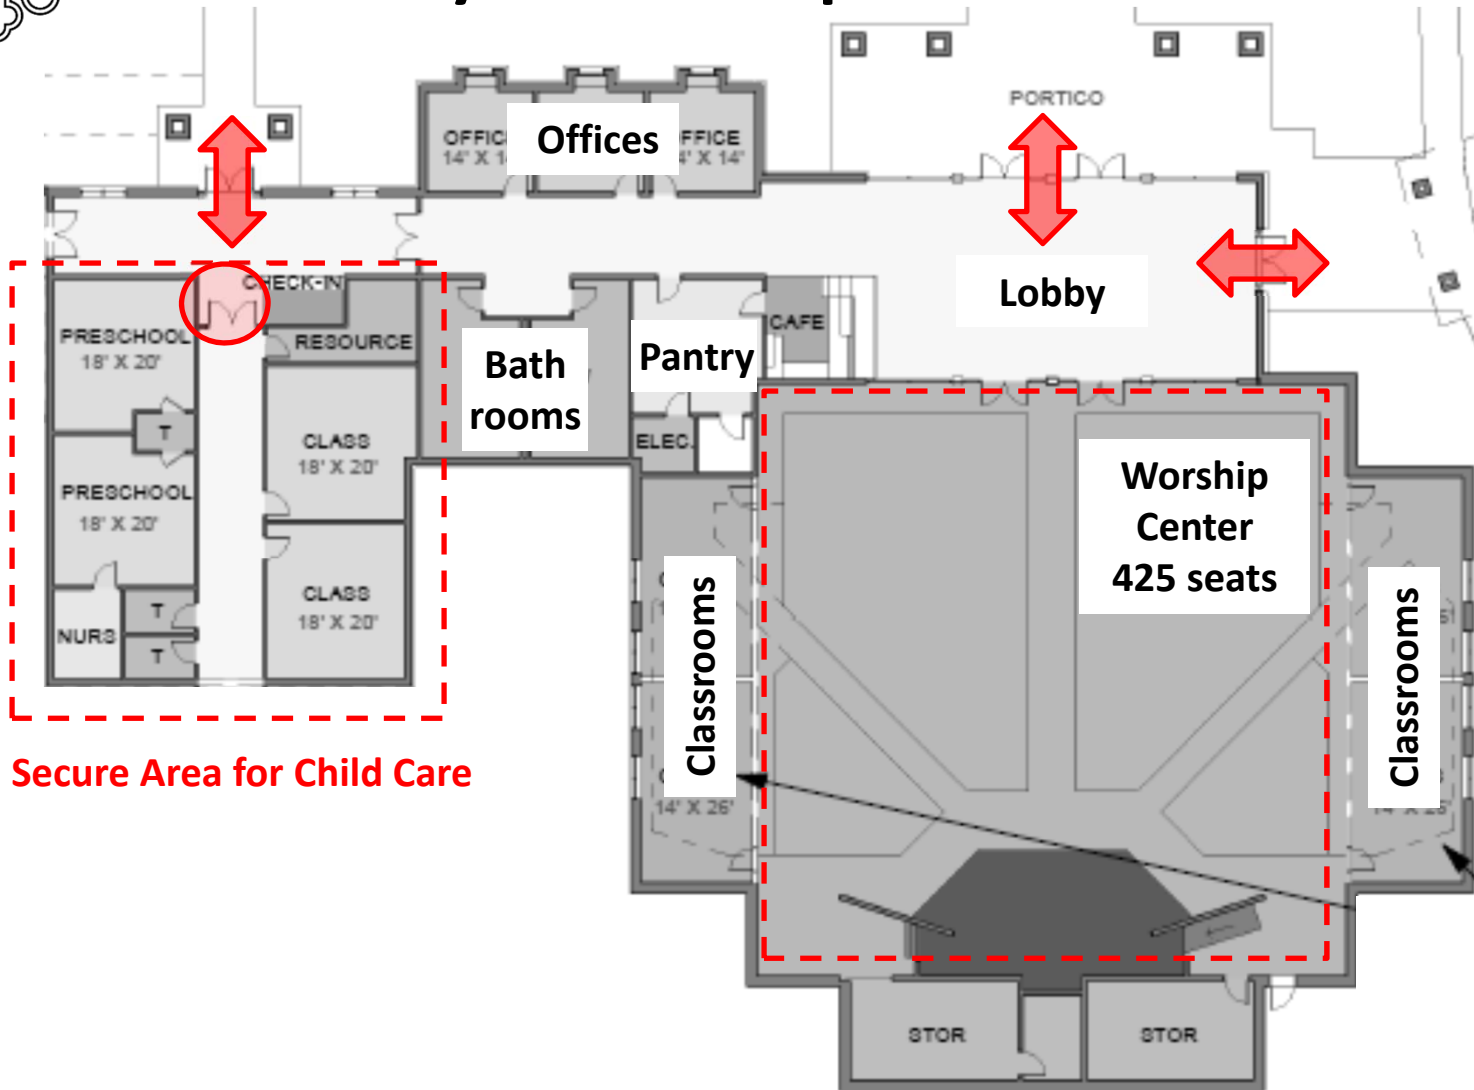 PORTICO
Offices
14' X 14'
Lobby
CHECK-IN
PRESCHOOL
18' X 20'
RESOURCE
Bath
rooms
Pantry
CAFE
T
CLASS
18' X 20'
ELEC.
PRESCHOOL
18' X 20'
Worship
Center
425 seats
CLASS
18' X 20'
NURS
T
T
Classrooms
14' X 26'
Classrooms
Secure Area for Child Care
STOR
STOR